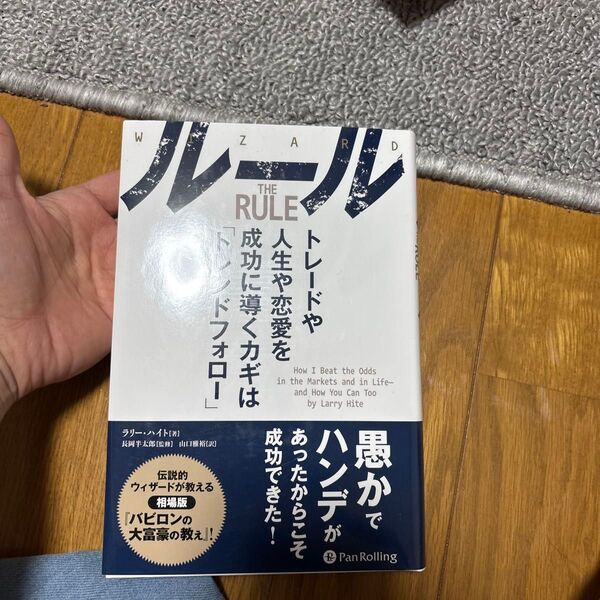 WIZARD
ルール
THE
RULE
トレードや
人生や恋愛を
成功に導くカギは
「トレンドフォロー」
How I Beat the Odds
in the Markets and in Life—
and How You Can Too
by Larry Hite
ラリー・ハイト[著]
長岡半太郎[監修] 山口雅裕[訳]
愚かで
ハンデが
あったからこそ
成功できた！
伝説的
ウィザードが教える
相場版
『バビロンの
大富豪の教え』！
PanRolling